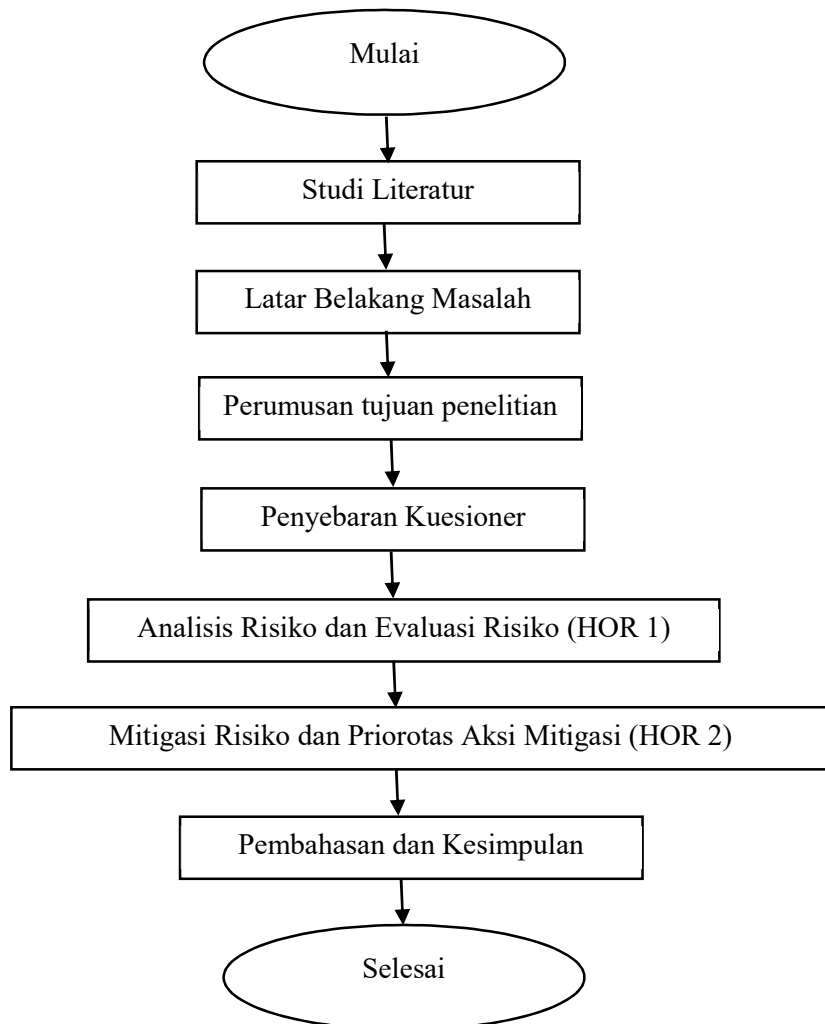 Mulai
Studi Literatur
Latar Belakang Masalah
Perumusan tujuan penelitian
Penyebaran Kuesioner
Analisis Risiko dan Evaluasi Risiko (HOR 1)
Mitigasi Risiko dan Priorotas Aksi Mitigasi (HOR 2)
Pembahasan dan Kesimpulan
Selesai